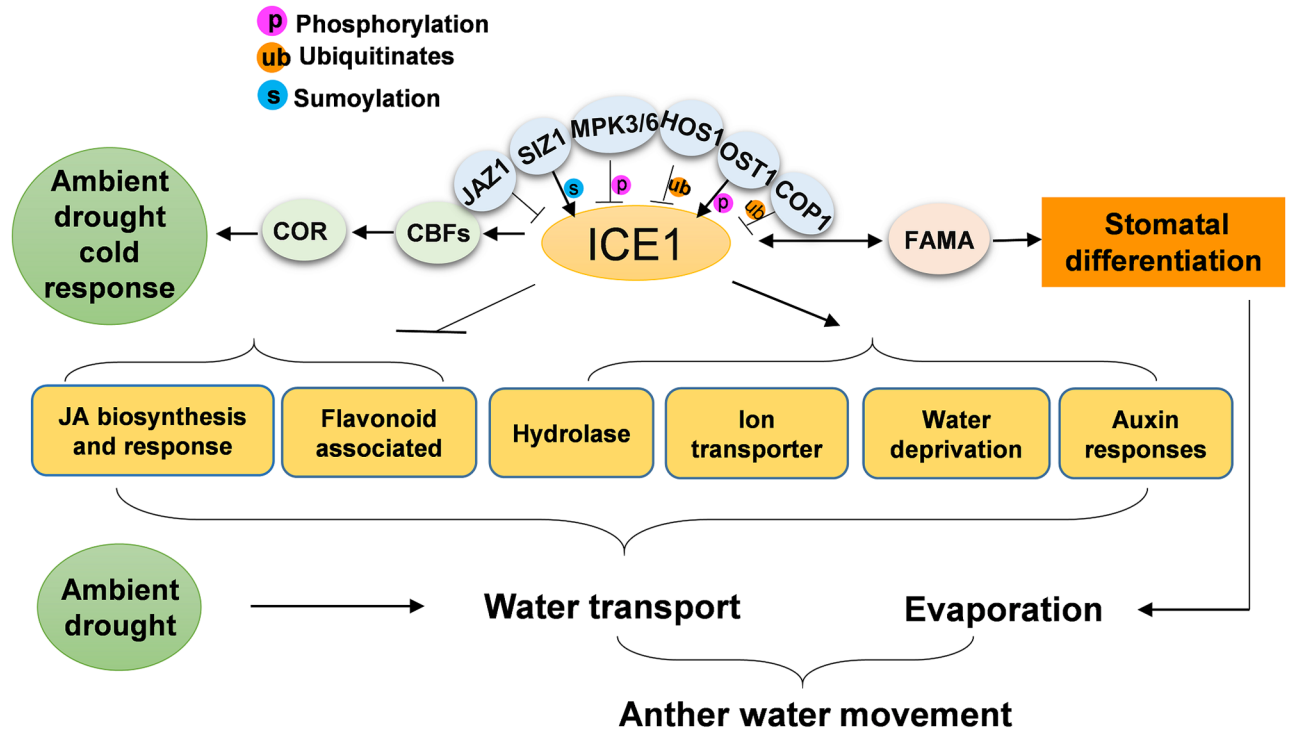 p Phosphorylation
ub Ubiquitinates
s Sumoylation
JAZ1
SIZ1
MPK3/6
HOS1
OST1
COP1
s
p
ub
p
ub
Ambient
drought
cold
response
COR
CBFs
ICE1
FAMA
Stomatal
differentiation
JA biosynthesis
and response
Flavonoid
associated
Hydrolase
Ion
transporter
Water
deprivation
Auxin
responses
Ambient
drought
Water transport
Evaporation
Anther water movement